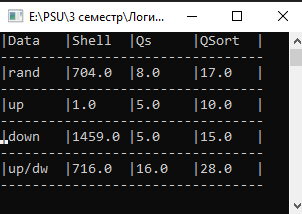 E:\PSU\3 семестр\Логи...
|Data |Shell |Qs |QSort |
|rand |704.0 |8.0 |17.0 |
|up |1.0 |5.0 |10.0 |
|down |1459.0 |5.0 |15.0 |
|up/dw |716.0 |16.0 |28.0 |